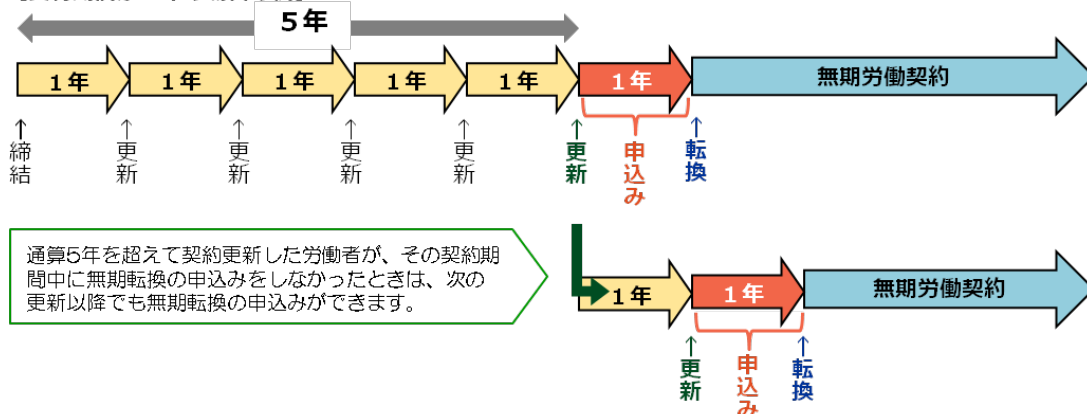 5年
1年 1年 1年 1年 1年 1年 無期労働契約
↑締結 ↑更新 ↑更新 ↑更新 ↑更新 ↑更新 申込み ↑転換
通算5年を超えて契約更新した労働者が、その契約期
間中に無期転換の申込みをしなかったときは、次の
更新以降でも無期転換の申込みができます。
1年 1年 無期労働契約
↑更新 申込み ↑転換